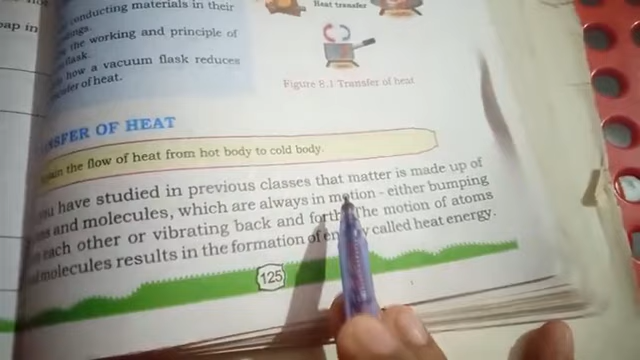 conducting materials in their
the working and principle of
flask.
how a vacuum flask reduces
of heat.
Heat transfer
Figure 8.1 Transfer of heat
OF HEAT
the flow of heat from hot body to cold body.
you have studied in previous classes that matter is made up of
and molecules, which are always in motion - either bumping
each other or vibrating back and forth. The motion of atoms
molecules results in the formation of called heat energy.
125